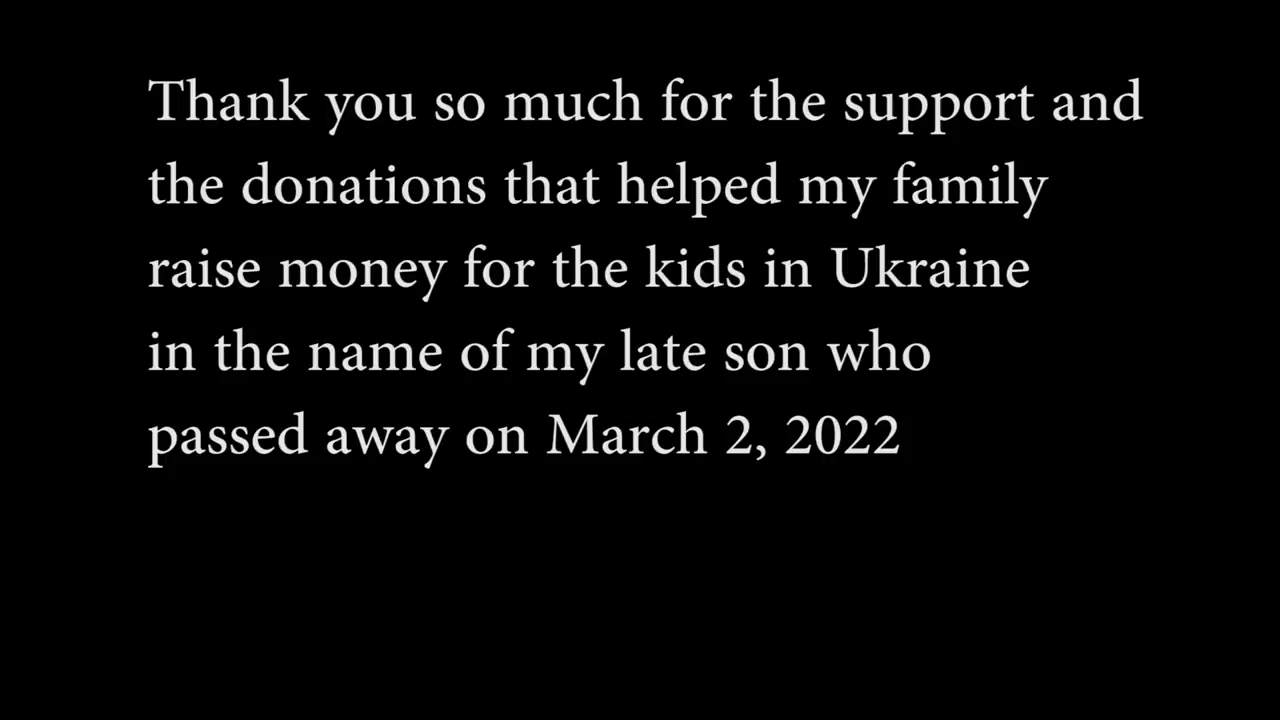 Thank you so much for the support and
the donations that helped my family
raise money for the kids in Ukraine
in the name of my late son who
passed away on March 2, 2022